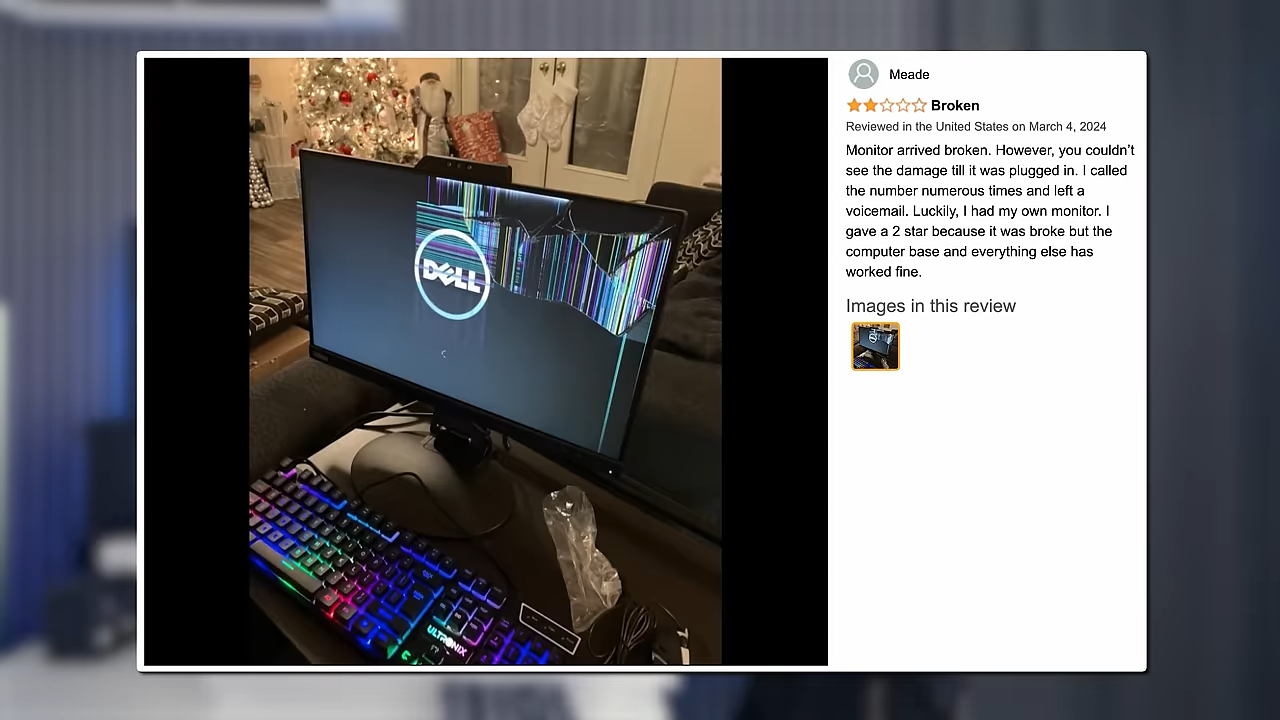 Meade
Broken
Reviewed in the United States on March 4, 2024
Monitor arrived broken. However, you couldn't
see the damage till it was plugged in. I called
the number numerous times and left a
voicemail. Luckily, I had my own monitor. I
gave a 2 star because it was broke but the
computer base and everything else has
worked fine.
Images in this review
DELL
ULTRONIX